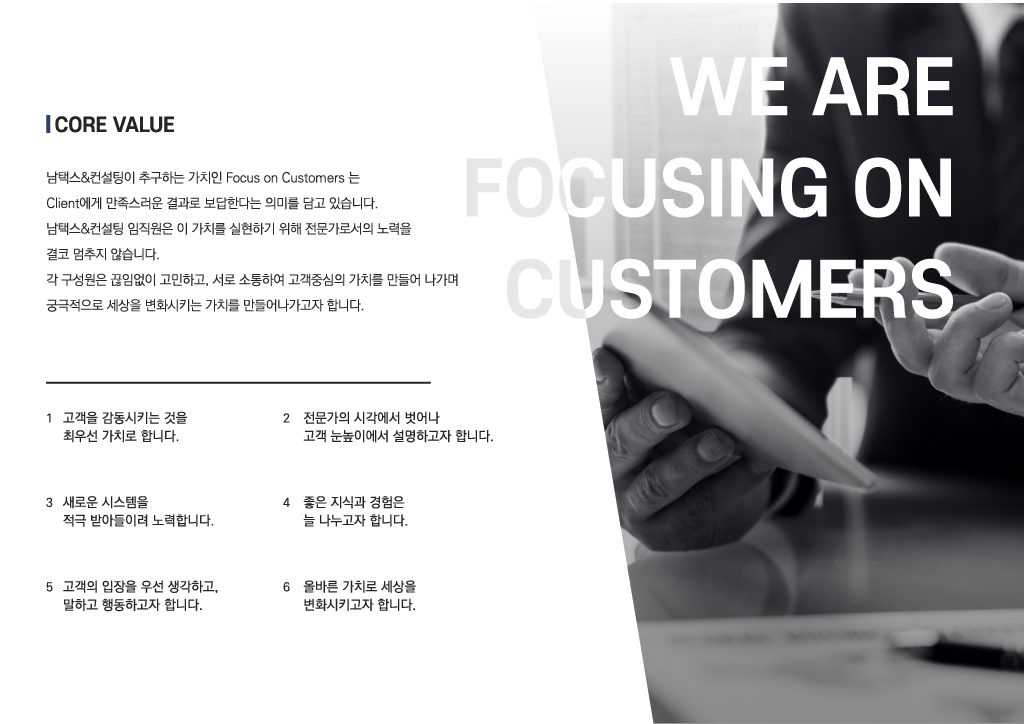 WE ARE
FOCUSING ON
CUSTOMERS
CORE VALUE
남택스&컨설팅이 추구하는 가치인 Focus on Customers 는
Client에게 만족스러운 결과로 보답한다는 의미를 담고 있습니다.
남택스&컨설팅 임직원은 이 가치를 실현하기 위해 전문가로서의 노력을
결코 멈추지 않습니다.
각 구성원은 끊임없이 고민하고, 서로 소통하여 고객중심의 가치를 만들어 나가며
궁극적으로 세상을 변화시키는 가치를 만들어나가고자 합니다.
1 고객을 감동시키는 것을
최우선 가치로 합니다.
2 전문가의 시각에서 벗어나
고객 눈높이에서 설명하고자 합니다.
3 새로운 시스템을
적극 받아들이려 노력합니다.
4 좋은 지식과 경험은
늘 나누고자 합니다.
5 고객의 입장을 우선 생각하고,
말하고 행동하고자 합니다.
6 올바른 가치로 세상을
변화시키고자 합니다.